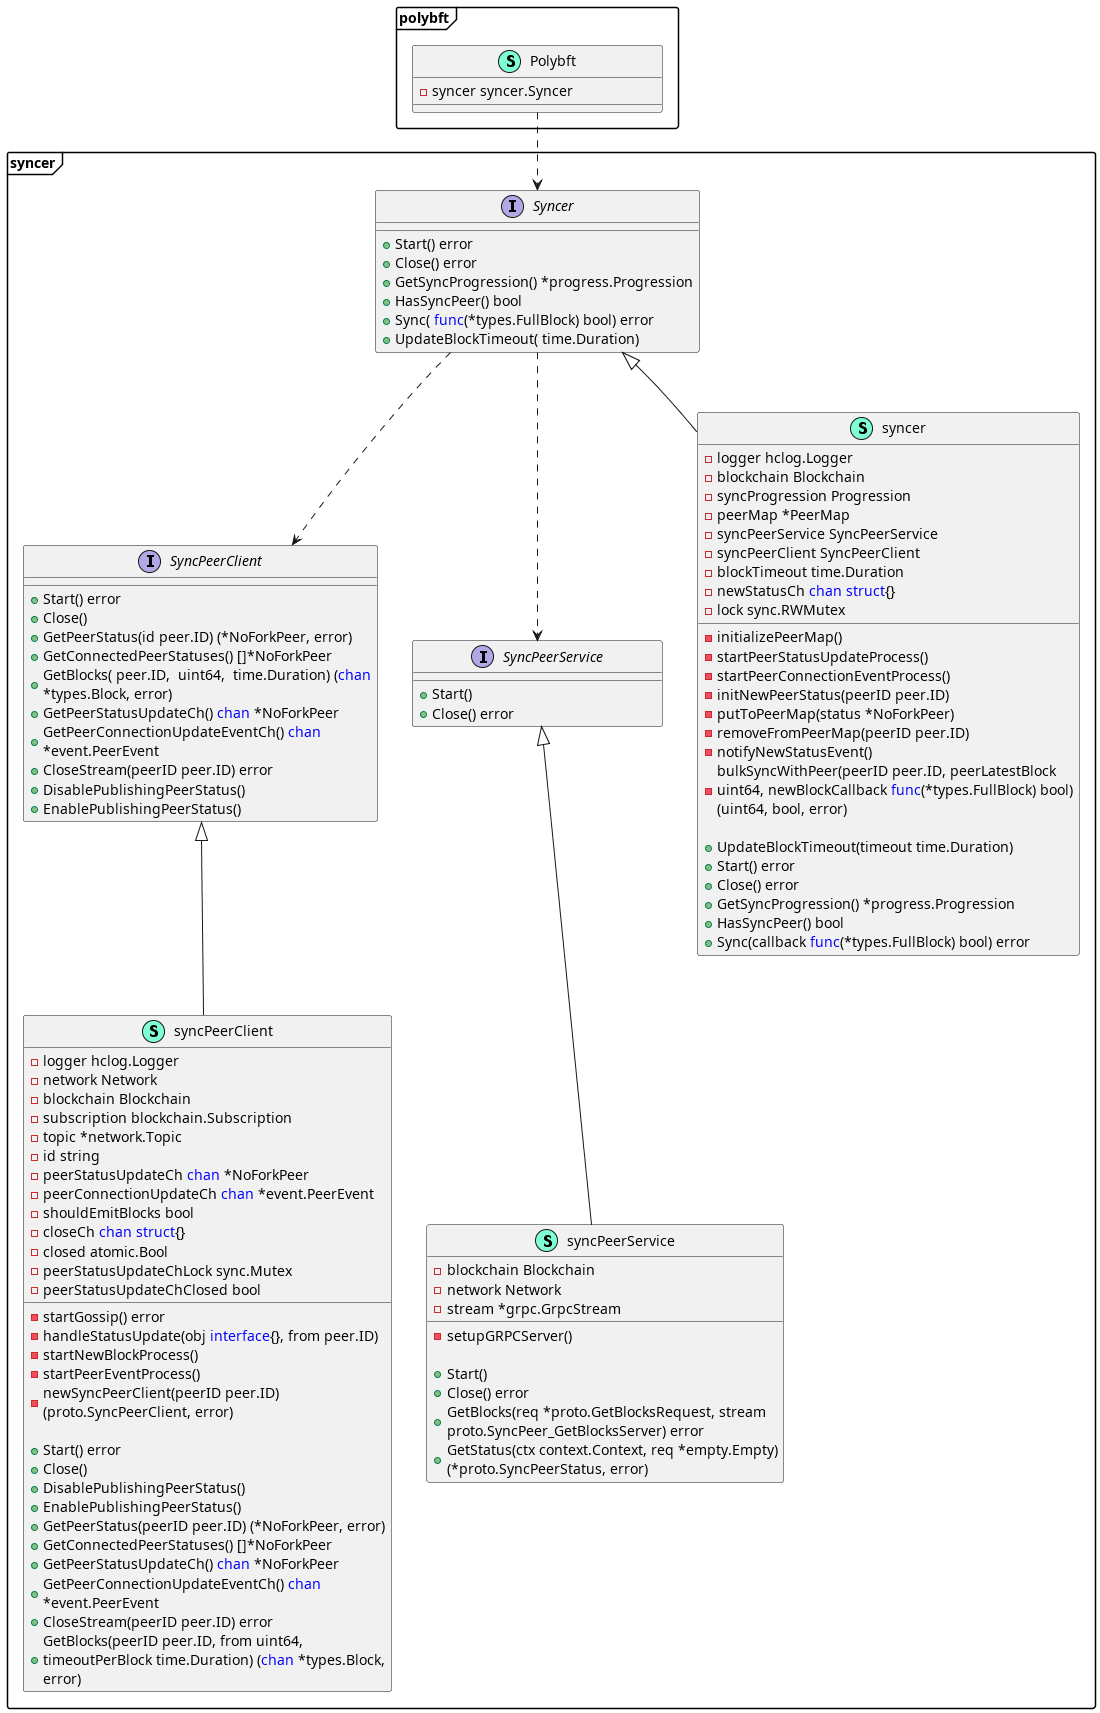 polybft
S Polybft
syncer syncer.Syncer
syncer
I Syncer
Start() error
Close() error
GetSyncProgression() *progress.Progression
HasSyncPeer() bool
Sync( func(*types.FullBlock) bool) error
UpdateBlockTimeout( time.Duration)
S syncer
logger hclog.Logger
blockchain Blockchain
syncProgression Progression
peerMap *PeerMap
syncPeerService SyncPeerService
syncPeerClient SyncPeerClient
blockTimeout time.Duration
newStatusCh chan struct{}
lock sync.RWMutex
initializePeerMap()
startPeerStatusUpdateProcess()
startPeerConnectionEventProcess()
initNewPeerStatus(peerID peer.ID)
putToPeerMap(status *NoForkPeer)
removeFromPeerMap(peerID peer.ID)
notifyNewStatusEvent()
bulkSyncWithPeer(peerID peer.ID, peerLatestBlock
uint64, newBlockCallback func(*types.FullBlock) bool)
(uint64, bool, error)
UpdateBlockTimeout(timeout time.Duration)
Start() error
Close() error
GetSyncProgression() *progress.Progression
HasSyncPeer() bool
Sync(callback func(*types.FullBlock) bool) error
I SyncPeerClient
Start() error
Close()
GetPeerStatus(id peer.ID) (*NoForkPeer, error)
GetConnectedPeerStatuses() []*NoForkPeer
GetBlocks( peer.ID,  uint64,  time.Duration) (chan
*types.Block, error)
GetPeerStatusUpdateCh() chan *NoForkPeer
GetPeerConnectionUpdateEventCh() chan
*event.PeerEvent
CloseStream(peerID peer.ID) error
DisablePublishingPeerStatus()
EnablePublishingPeerStatus()
I SyncPeerService
Start()
Close() error
S syncPeerClient
logger hclog.Logger
network Network
blockchain Blockchain
subscription blockchain.Subscription
topic *network.Topic
id string
peerStatusUpdateCh chan *NoForkPeer
peerConnectionUpdateCh chan *event.PeerEvent
shouldEmitBlocks bool
closeCh chan struct{}
closed atomic.Bool
peerStatusUpdateChLock sync.Mutex
peerStatusUpdateChClosed bool
startGossip() error
handleStatusUpdate(obj interface{}, from peer.ID)
startNewBlockProcess()
startPeerEventProcess()
newSyncPeerClient(peerID peer.ID)
(proto.SyncPeerClient, error)
Start() error
Close()
DisablePublishingPeerStatus()
EnablePublishingPeerStatus()
GetPeerStatus(peerID peer.ID) (*NoForkPeer, error)
GetConnectedPeerStatuses() []*NoForkPeer
GetPeerStatusUpdateCh() chan *NoForkPeer
GetPeerConnectionUpdateEventCh() chan
*event.PeerEvent
CloseStream(peerID peer.ID) error
GetBlocks(peerID peer.ID, from uint64,
timeoutPerBlock time.Duration) (chan *types.Block,
error)
S syncPeerService
blockchain Blockchain
network Network
stream *grpc.GrpcStream
setupGRPCServer()
Start()
Close() error
GetBlocks(req *proto.GetBlocksRequest, stream
proto.SyncPeer_GetBlocksServer) error
GetStatus(ctx context.Context, req *empty.Empty)
(*proto.SyncPeerStatus, error)